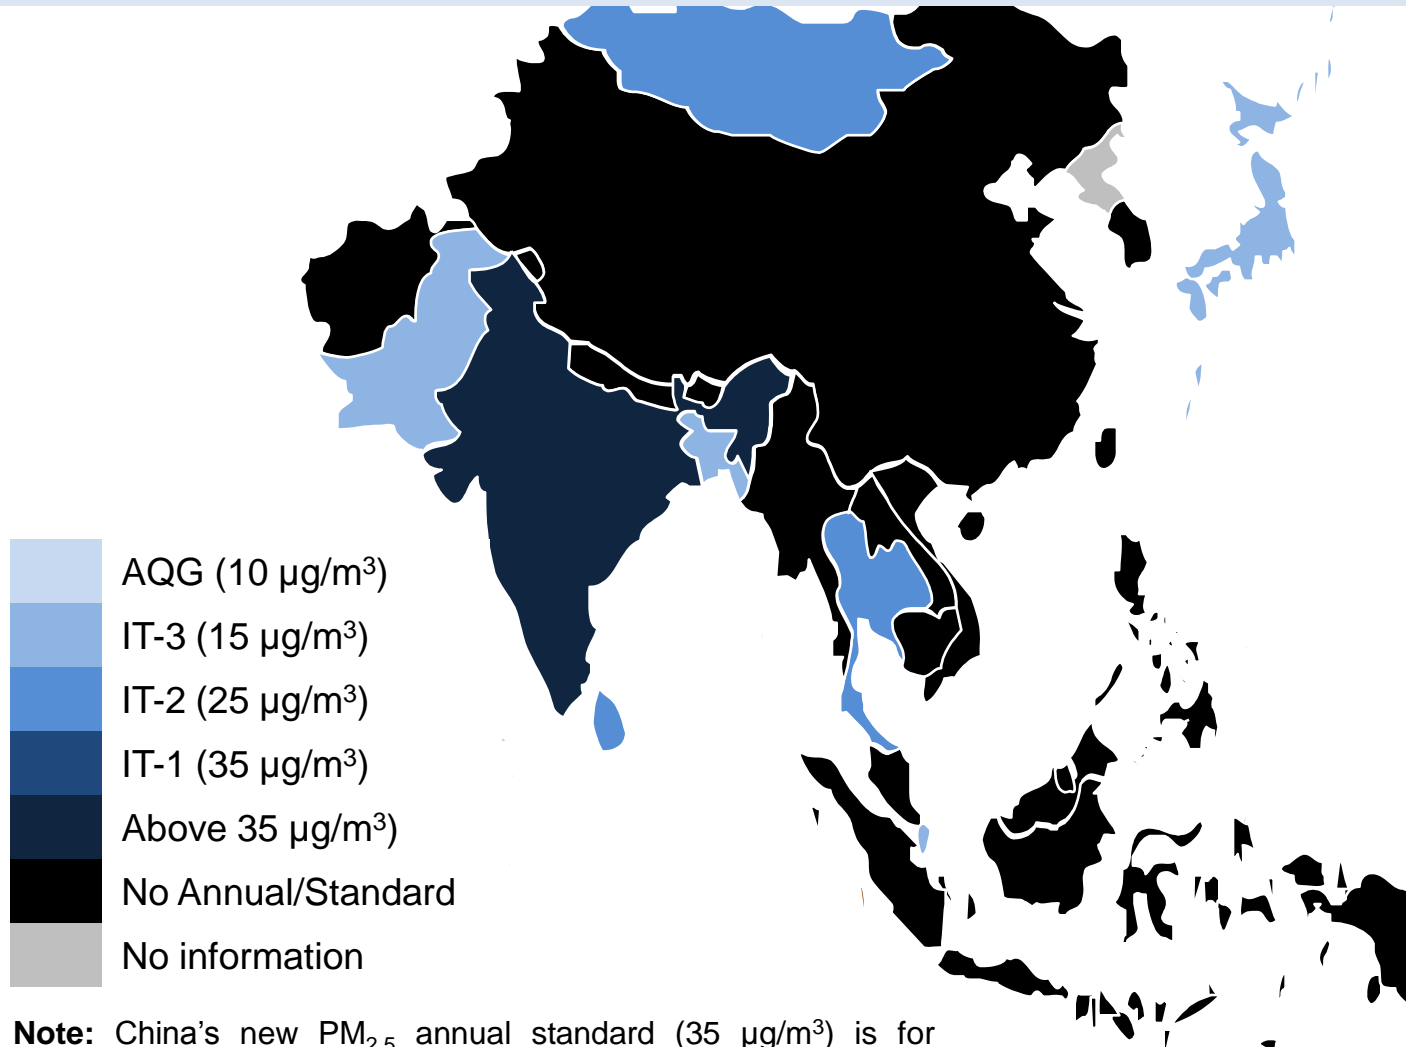 AQG (10 µg/m³)
IT-3 (15 µg/m³)
IT-2 (25 µg/m³)
IT-1 (35 µg/m³)
Above 35 µg/m³)
No Annual/Standard
No information
Note: China's new PM₂.₅ annual standard (35 µg/m³) is for